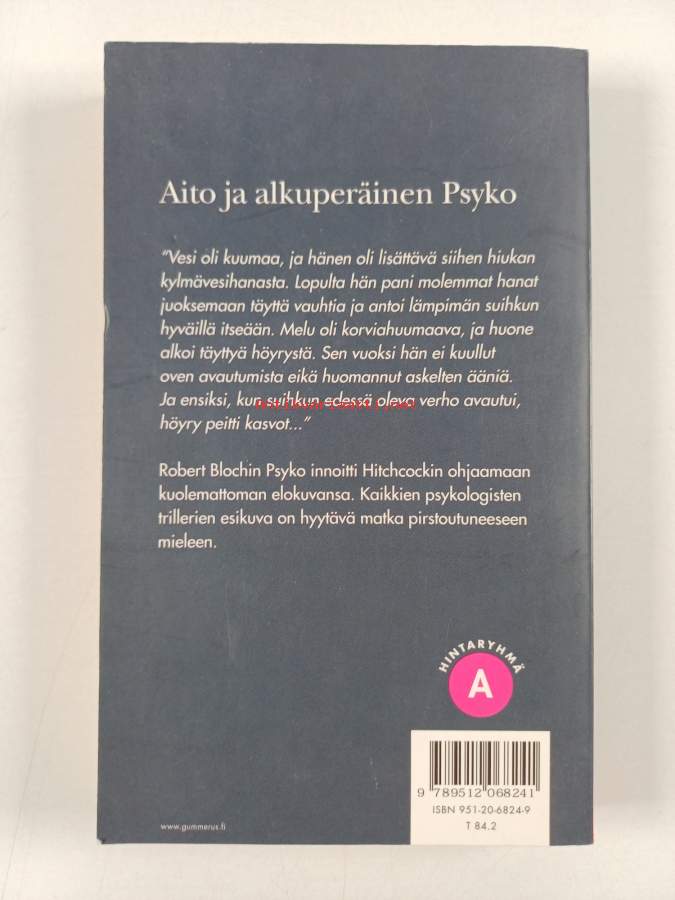 Aito ja alkuperäinen Psyko
"Vesi oli kuumaa, ja hänen oli lisättävä siihen hiukan
kylmävesihanasta. Lopulta hän pani molemmat hanat
juoksemaan täyttä vauhtia ja antoi lämpimän suihkun
hyväillä itseään. Melu oli korviahuumaava, ja huone
alkoi täyttyä höyrystä. Sen vuoksi hän ei kuullut
oven avautumista eikä huomannut askelten ääniä.
Ja ensiksi, kun suihkun edessä oleva verho avautui,
höyry peitti kasvot..."
Robert Blochin Psyko innoitti Hitchcockin ohjaamaan
kuolemattoman elokuvansa. Kaikkien psykologisten
trillerien esikuva on hyytävä matka pirstoutuneeseen
mieleen.
HINTARYHMÄ
A
9 789512 068241
ISBN 951-20-6824-9
T 84.2
www.gummerus.fi